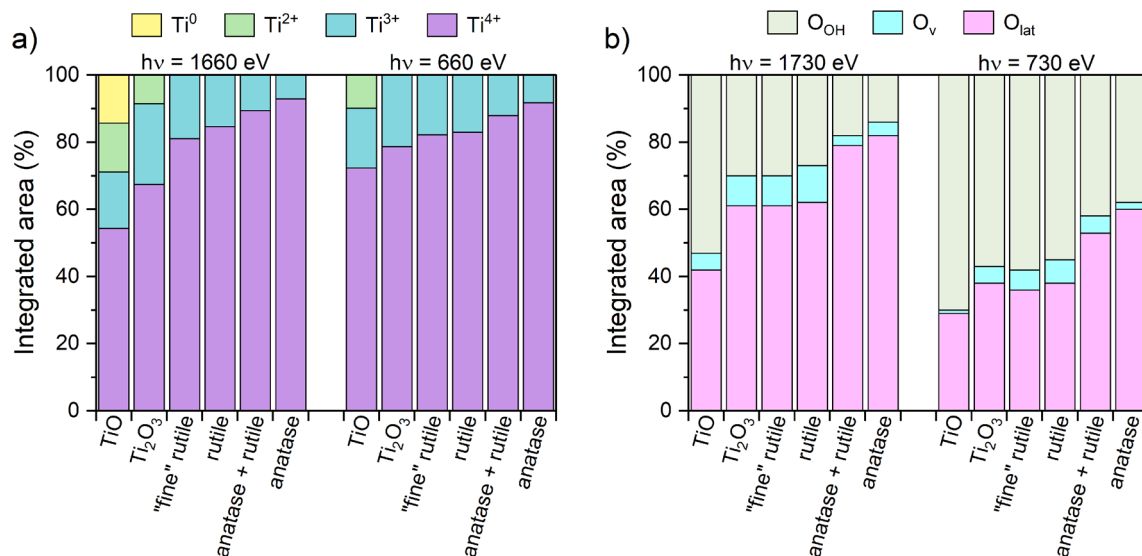 Ti⁰ Ti²⁺ Ti³⁺ Ti⁴⁺
a)
hν = 1660 eV hν = 660 eV
Integrated area (%)
100
80
60
40
20
0
TiO
Ti₂O₃
"fine" rutile
rutile
anatase + rutile
anatase
TiO
Ti₂O₃
"fine" rutile
rutile
anatase + rutile
anatase
O_OH O_v O_lat
b)
hν = 1730 eV hν = 730 eV
Integrated area (%)
100
80
60
40
20
0
TiO
Ti₂O₃
"fine" rutile
rutile
anatase + rutile
anatase
TiO
Ti₂O₃
"fine" rutile
rutile
anatase + rutile
anatase